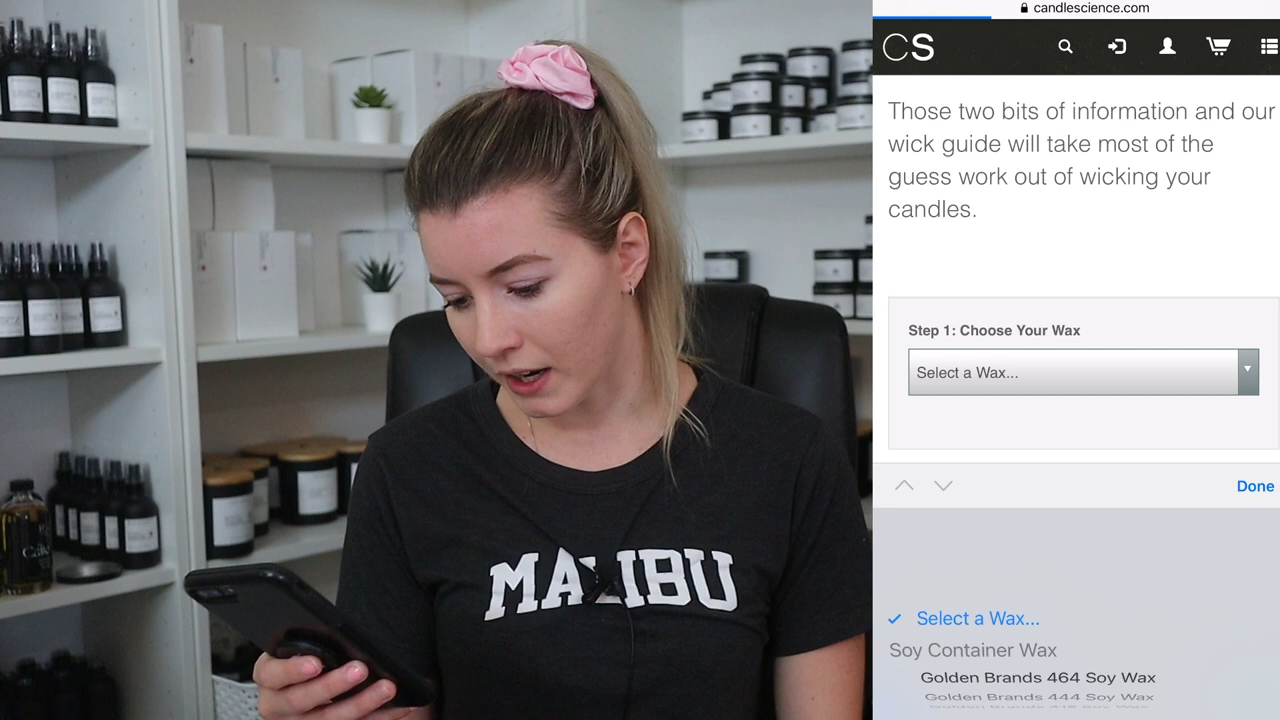 MALIBU
candlescience.com
CS
Those two bits of information and our
wick guide will take most of the
guess work out of wicking your
candles.
Step 1: Choose Your Wax
Select a Wax...
Done
Select a Wax...
Soy Container Wax
Golden Brands 464 Soy Wax
Golden Brands 444 Soy Wax